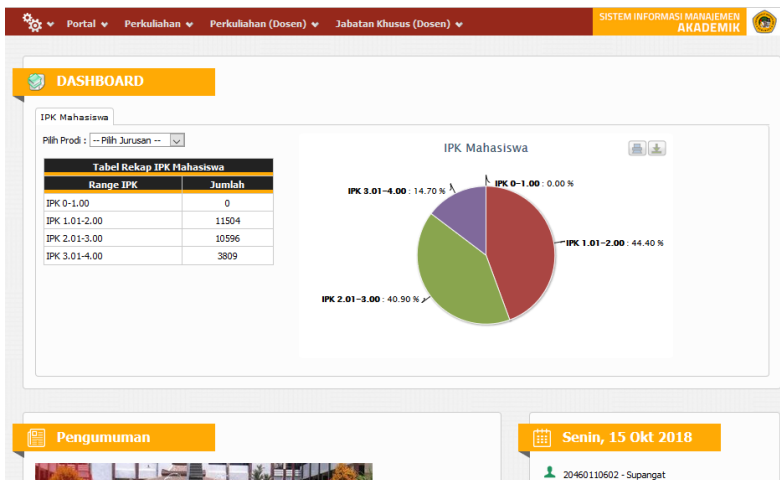 Portal Perkuliahan Perkuliahan (Dosen) Jabatan Khusus (Dosen)
SISTEM INFORMASI MANAJEMEN
AKADEMIK
DASHBOARD
IPK Mahasiswa
Pilih Prodi : -- Pilih Jurusan --
Tabel Rekap IPK Mahasiswa
Range IPK Jumlah
IPK 0-1.00 0
IPK 1.01-2.00 11504
IPK 2.01-3.00 10596
IPK 3.01-4.00 3809
IPK Mahasiswa
IPK 3.01-4.00 : 14.70 %
IPK 0-1.00 : 0.00 %
IPK 1.01-2.00 : 44.40 %
IPK 2.01-3.00 : 40.90 %
Pengumuman
Senin, 15 Okt 2018
20460110602 - Supangat